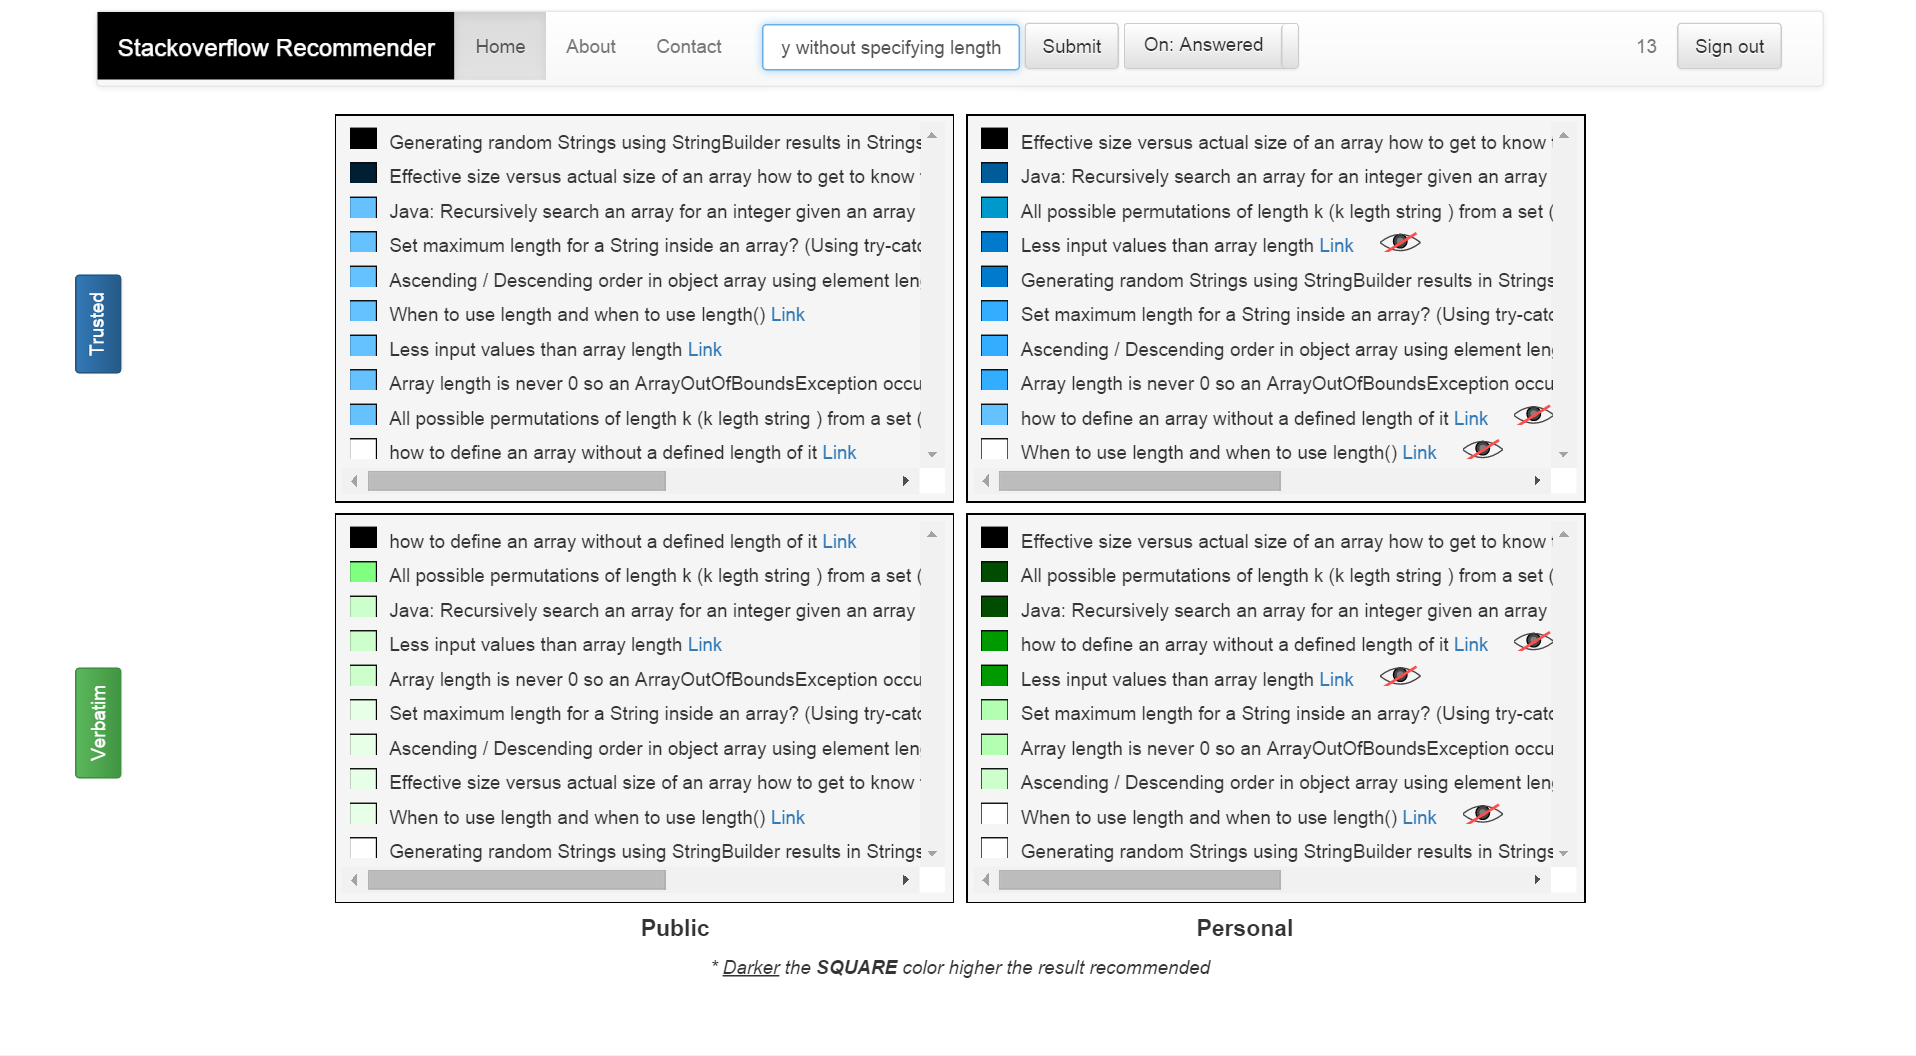 Stackoverflow Recommender Home About Contact y without specifying length Submit On: Answered 13 Sign out
Trusted
Generating random Strings using StringBuilder results in Strings
Effective size versus actual size of an array how to get to know
Java: Recursively search an array for an integer given an array
Set maximum length for a String inside an array? (Using try-catc
Ascending / Descending order in object array using element len
When to use length and when to use length() Link
Less input values than array length Link
Array length is never 0 so an ArrayOutOfBoundsException occu
All possible permutations of length k (k legth string ) from a set (
how to define an array without a defined length of it Link
Effective size versus actual size of an array how to get to know
Java: Recursively search an array for an integer given an array
All possible permutations of length k (k legth string ) from a set (
Less input values than array length Link
Generating random Strings using StringBuilder results in Strings
Set maximum length for a String inside an array? (Using try-catc
Ascending / Descending order in object array using element len
Array length is never 0 so an ArrayOutOfBoundsException occu
how to define an array without a defined length of it Link
When to use length and when to use length() Link
Verbatim
how to define an array without a defined length of it Link
All possible permutations of length k (k legth string ) from a set (
Java: Recursively search an array for an integer given an array
Less input values than array length Link
Array length is never 0 so an ArrayOutOfBoundsException occu
Set maximum length for a String inside an array? (Using try-catc
Ascending / Descending order in object array using element len
Effective size versus actual size of an array how to get to know
When to use length and when to use length() Link
Generating random Strings using StringBuilder results in Strings
Effective size versus actual size of an array how to get to know
All possible permutations of length k (k legth string ) from a set (
Java: Recursively search an array for an integer given an array
how to define an array without a defined length of it Link
Less input values than array length Link
Set maximum length for a String inside an array? (Using try-catc
Array length is never 0 so an ArrayOutOfBoundsException occu
Ascending / Descending order in object array using element len
When to use length and when to use length() Link
Generating random Strings using StringBuilder results in Strings
Public Personal
* Darker the SQUARE color higher the result recommended